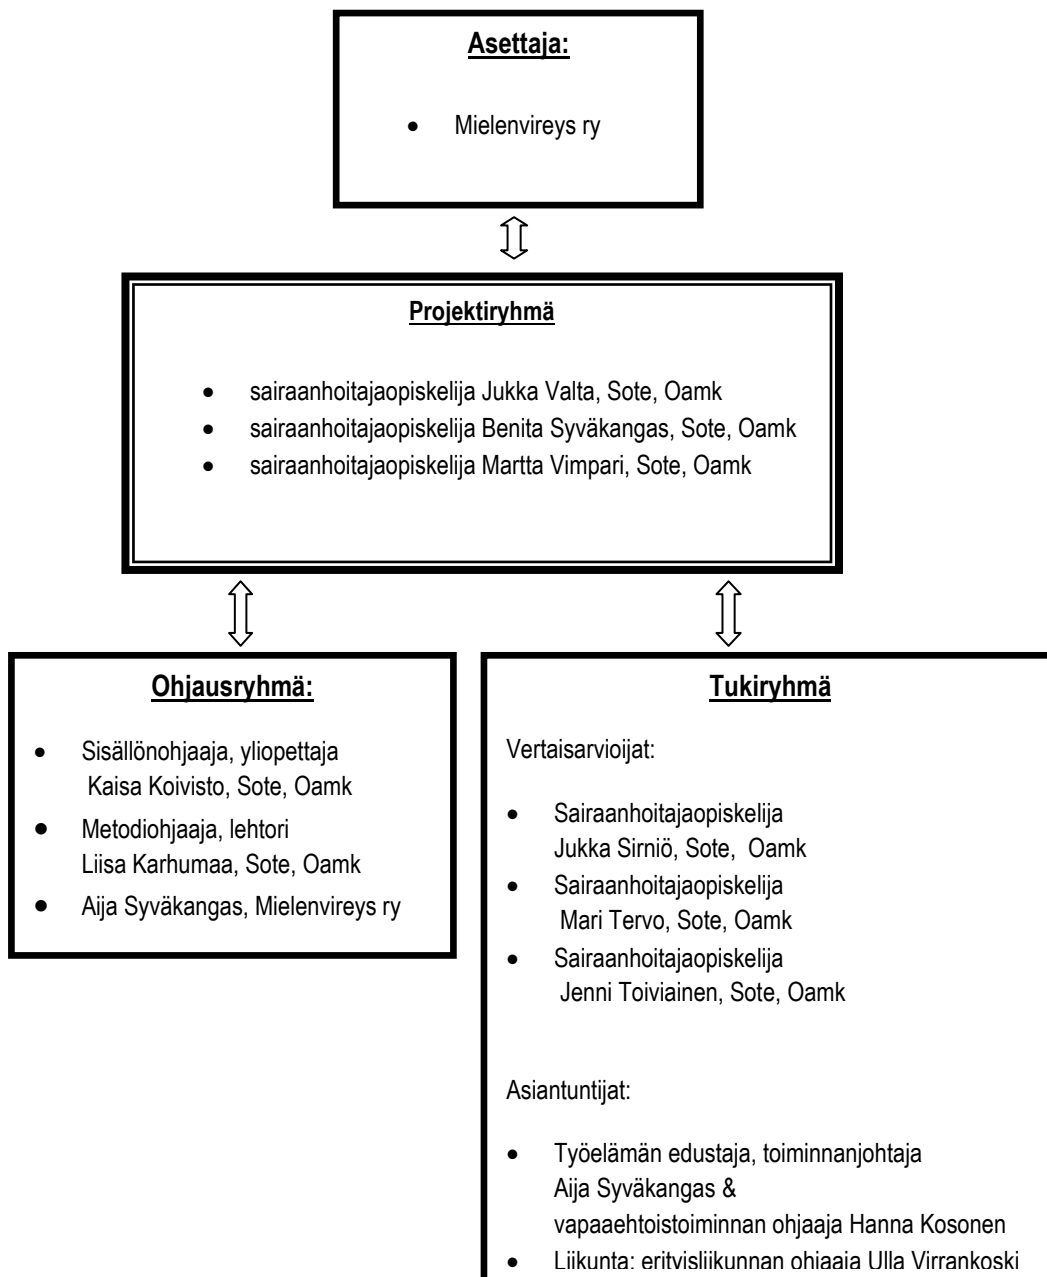 Asettaja:
• Mielenvireys ry
Projektiryhmä
• sairaanhoitajaopiskelija Jukka Valta, Sote, Oamk
• sairaanhoitajaopiskelija Benita Syväkangas, Sote, Oamk
• sairaanhoitajaopiskelija Martta Vimpari, Sote, Oamk
Ohjausryhmä:
• Sisällönohjaaja, yliopettaja
Kaisa Koivisto, Sote, Oamk
• Metodiohjaaja, lehtori
Liisa Karhumaa, Sote, Oamk
• Aija Syväkangas, Mielenvireys ry
Tukiryhmä
Vertaisarvioijat:
• Sairaanhoitajaopiskelija
Jukka Sirniö, Sote, Oamk
• Sairaanhoitajaopiskelija
Mari Tervo, Sote, Oamk
• Sairaanhoitajaopiskelija
Jenni Toiviainen, Sote, Oamk
Asiantuntijat:
• Työelämän edustaja, toiminnanjohtaja
Aija Syväkangas &
vapaaehtoistoiminnan ohjaaja Hanna Kosonen
• Liikunta: erityisliikunnan ohjaaja Ulla Virrankoski